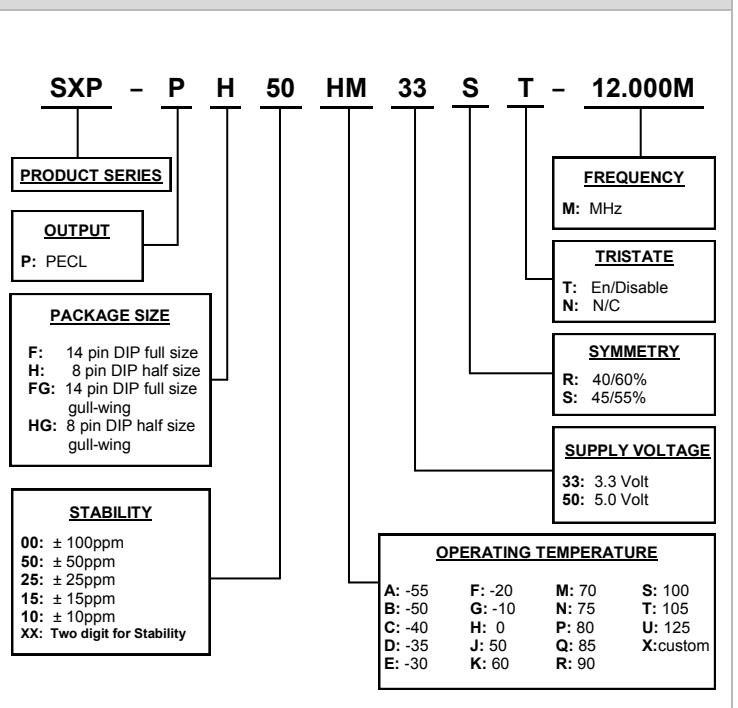 SXP – P H 50 HM 33 S T – 12.000M
PRODUCT SERIES
OUTPUT
P: PECL
PACKAGE SIZE
F: 14 pin DIP full size
H: 8 pin DIP half size
FG: 14 pin DIP full size
gull-wing
HG: 8 pin DIP half size
gull-wing
STABILITY
00: ± 100ppm
50: ± 50ppm
25: ± 25ppm
15: ± 15ppm
10: ± 10ppm
XX: Two digit for Stability
FREQUENCY
M: MHz
TRISTATE
T: En/Disable
N: N/C
SYMMETRY
R: 40/60%
S: 45/55%
SUPPLY VOLTAGE
33: 3.3 Volt
50: 5.0 Volt
OPERATING TEMPERATURE
A: -55 F: -20 M: 70 S: 100
B: -50 G: -10 N: 75 T: 105
C: -40 H: 0 P: 80 U: 125
D: -35 J: 50 Q: 85 X:custom
E: -30 K: 60 R: 90